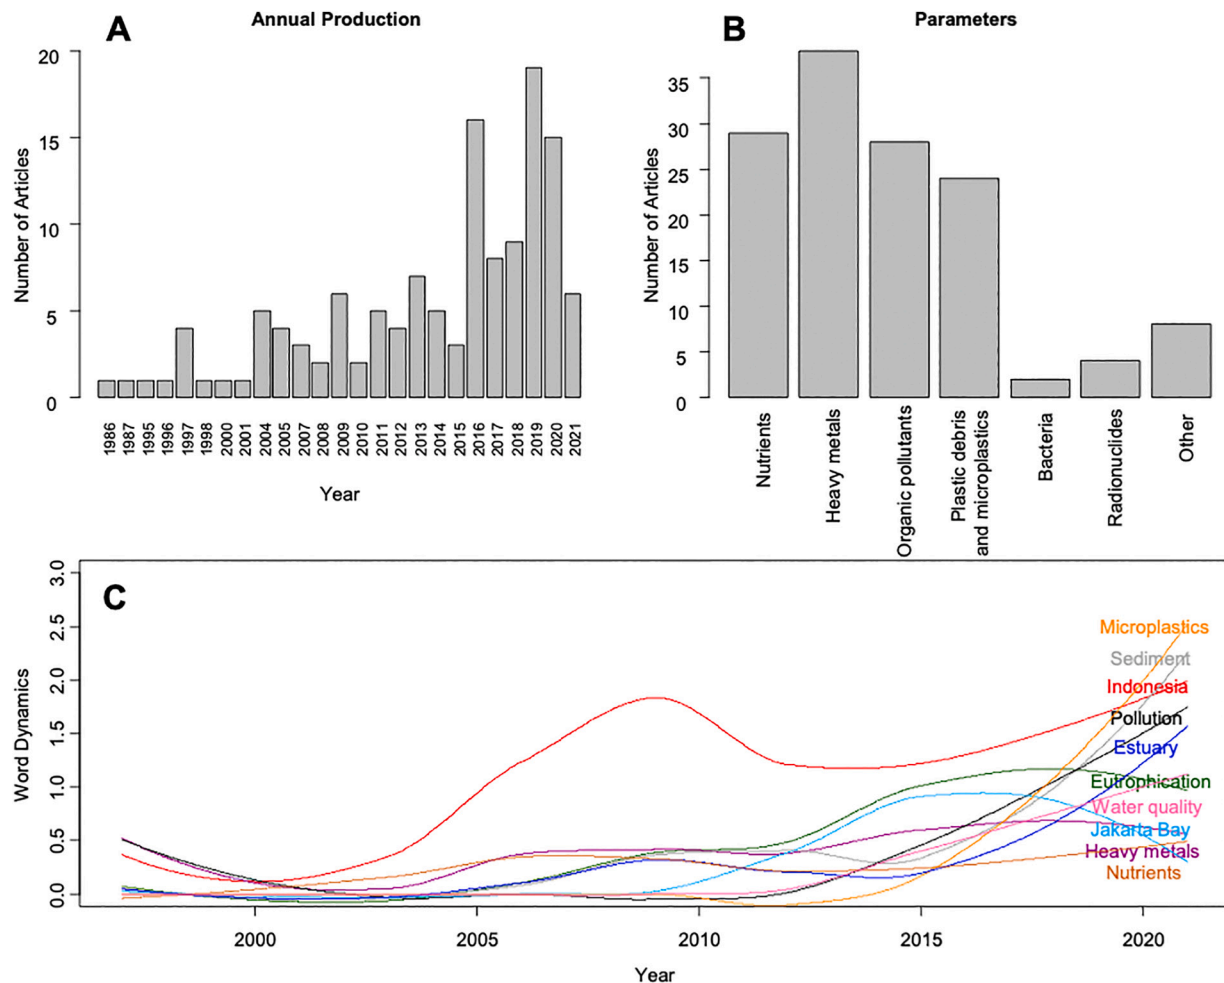 A
Annual Production
Number of Articles
20
15
10
5
0
1986
1987
1995
1996
1997
1998
2000
2001
2004
2005
2007
2008
2009
2010
2011
2012
2013
2014
2015
2016
2017
2018
2019
2020
2021
Year
B
Parameters
Number of Articles
35
30
25
20
15
10
5
0
Nutrients
Heavy metals
Organic pollutants
Plastic debris
and microplastics
Bacteria
Radionuclides
Other
C
Word Dynamics
3.0
2.5
2.0
1.5
1.0
0.5
0.0
Microplastics
Sediment
Indonesia
Pollution
Estuary
Eutrophication
Water quality
Jakarta Bay
Heavy metals
Nutrients
2000
2005
2010
2015
2020
Year